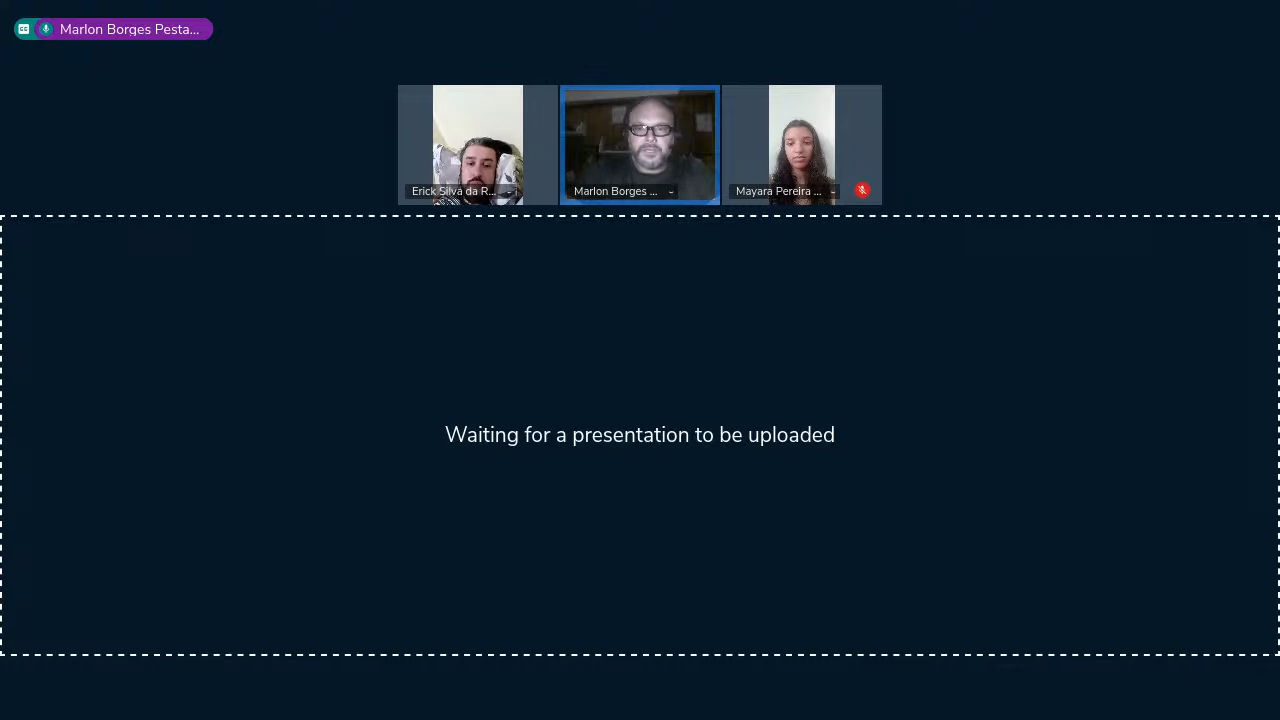 Marlon Borges Pesta...
Erick Silva da R...
Marlon Borges ...
Mayara Pereira ...
Waiting for a presentation to be uploaded